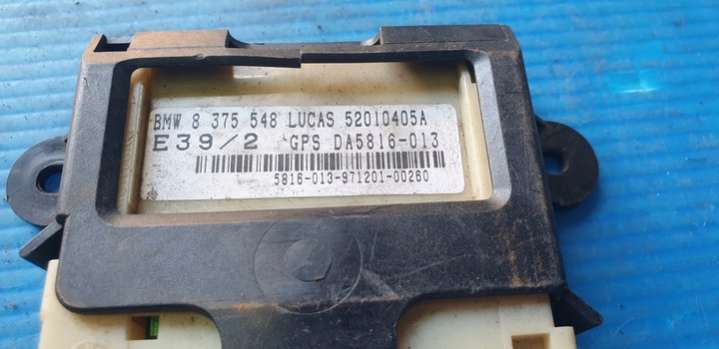 BMW 8 375 548 LUCAS 52010405A
E39/2 GPS DA5816-013
5816-013-971201-00260